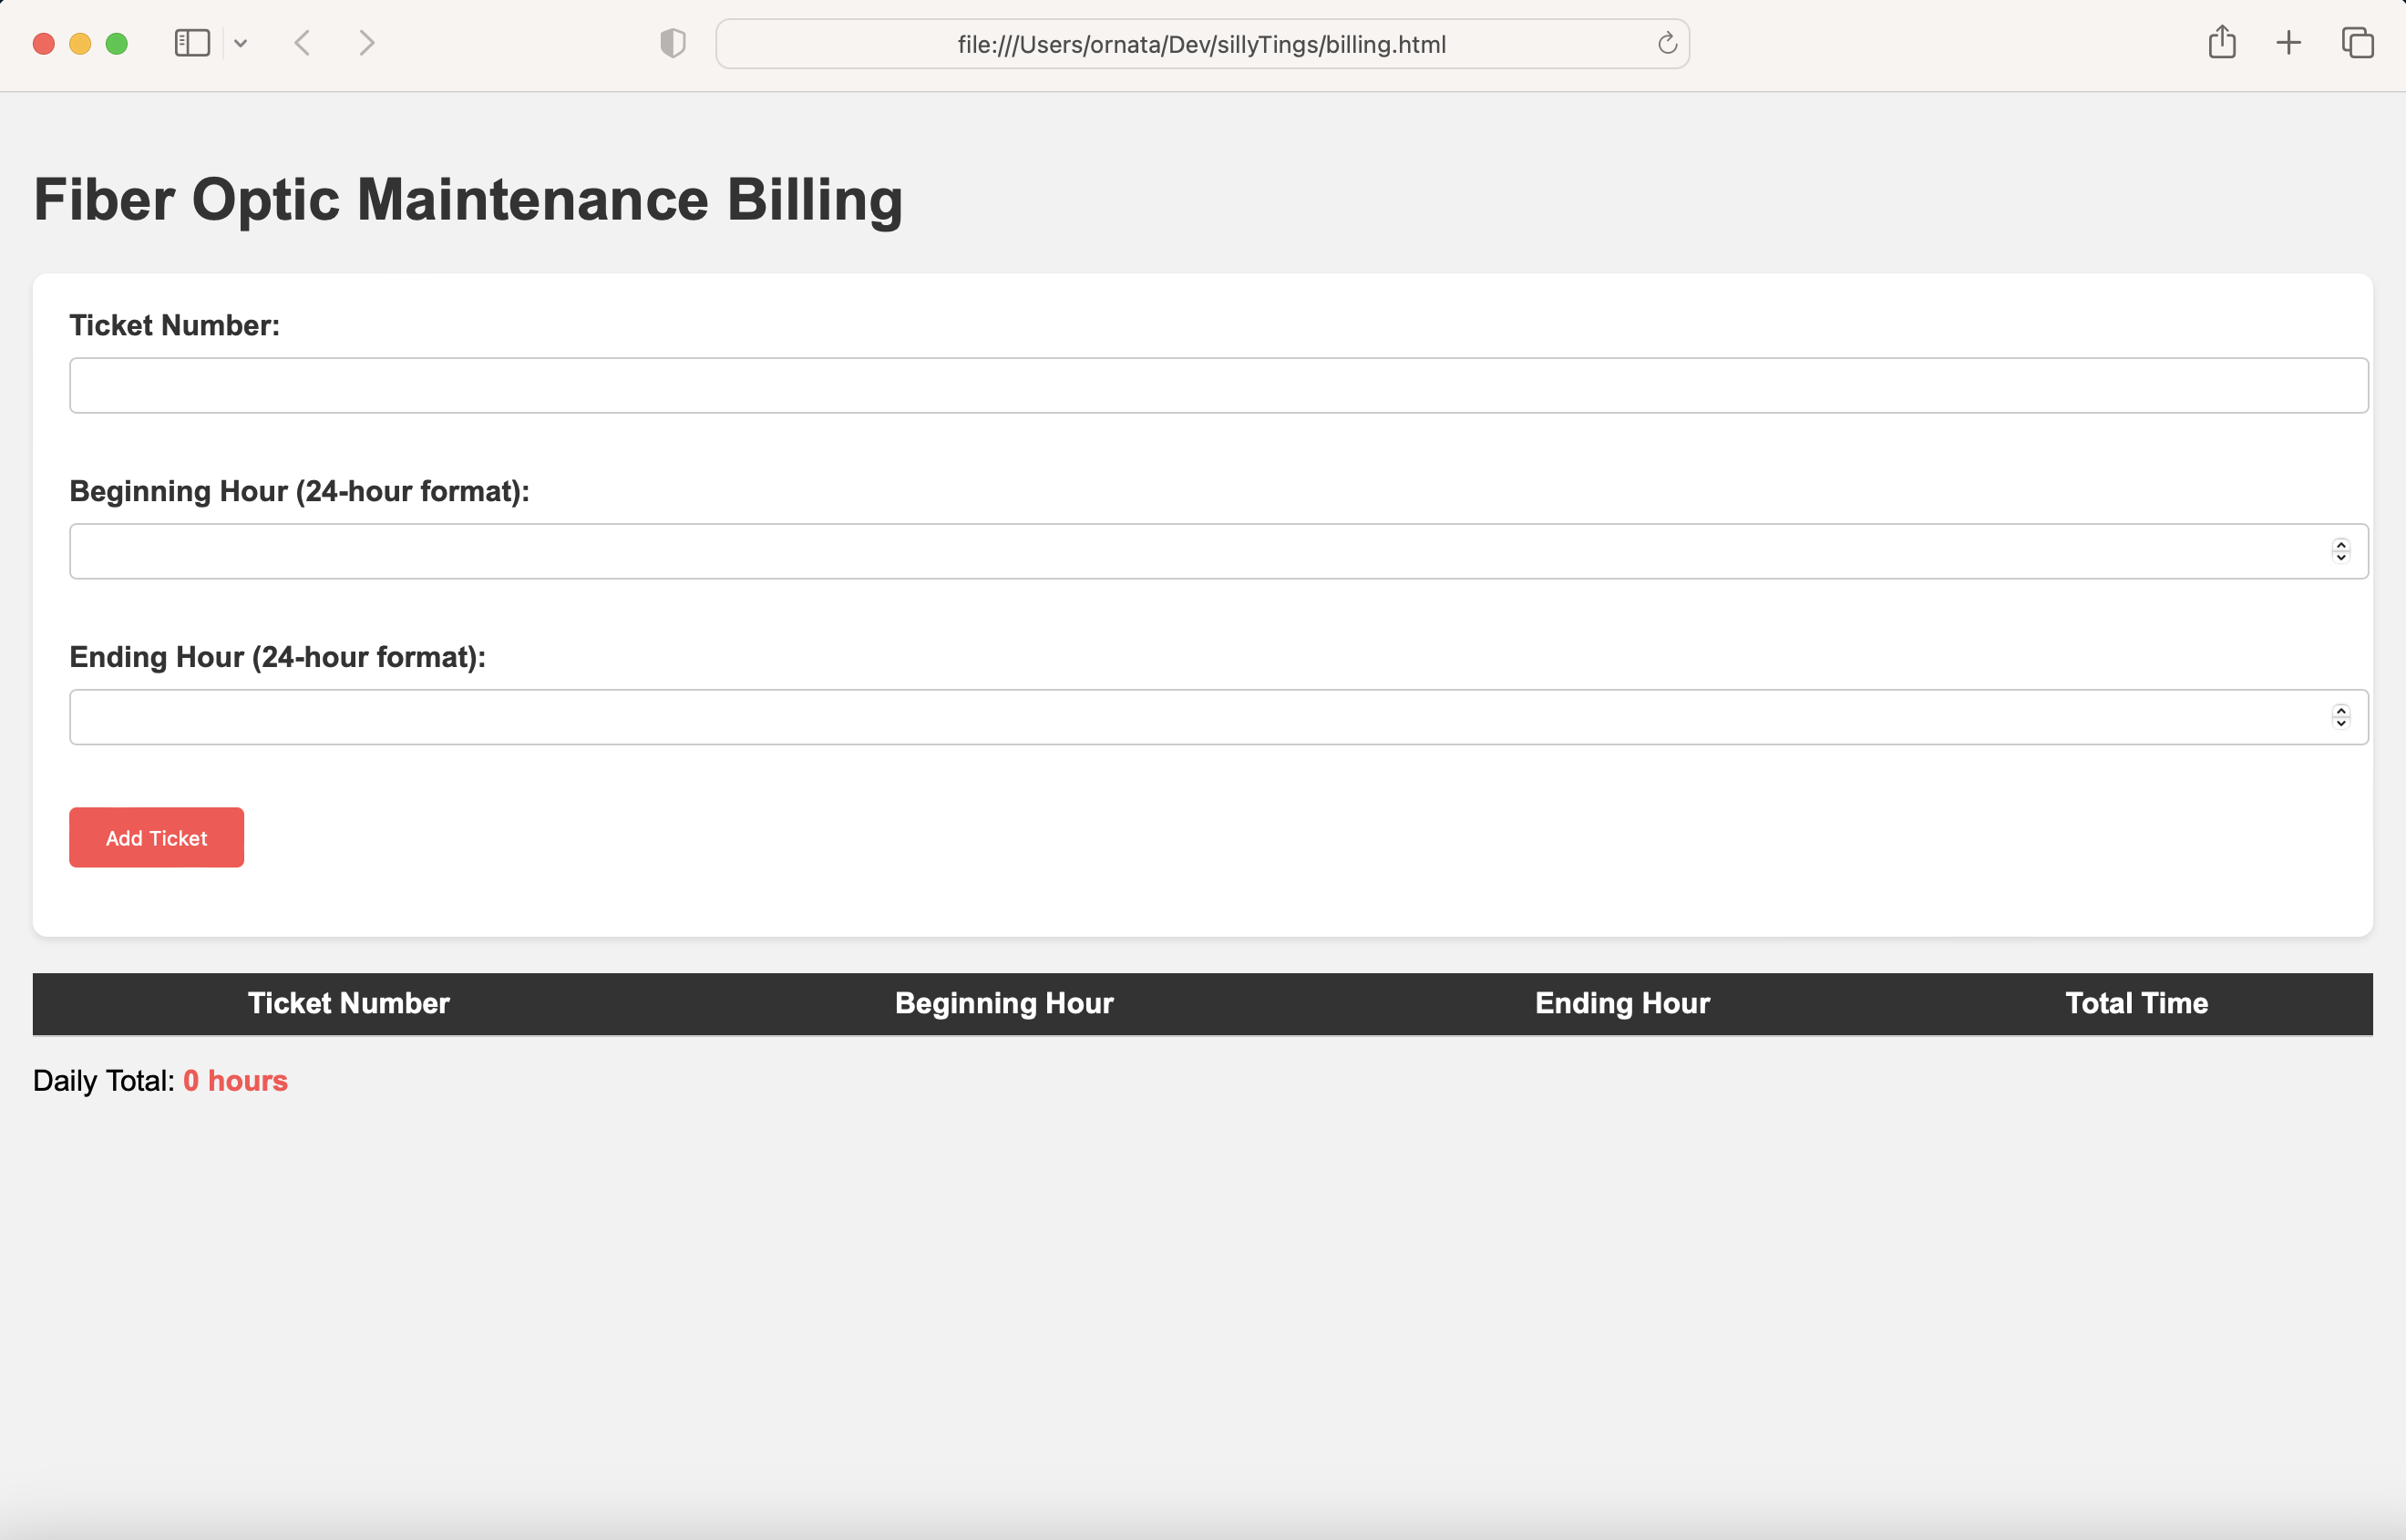 file:///Users/ornata/Dev/sillyTings/billing.html
Fiber Optic Maintenance Billing
Ticket Number:
Beginning Hour (24-hour format):
Ending Hour (24-hour format):
Add Ticket
Ticket Number Beginning Hour Ending Hour Total Time
Daily Total: 0 hours